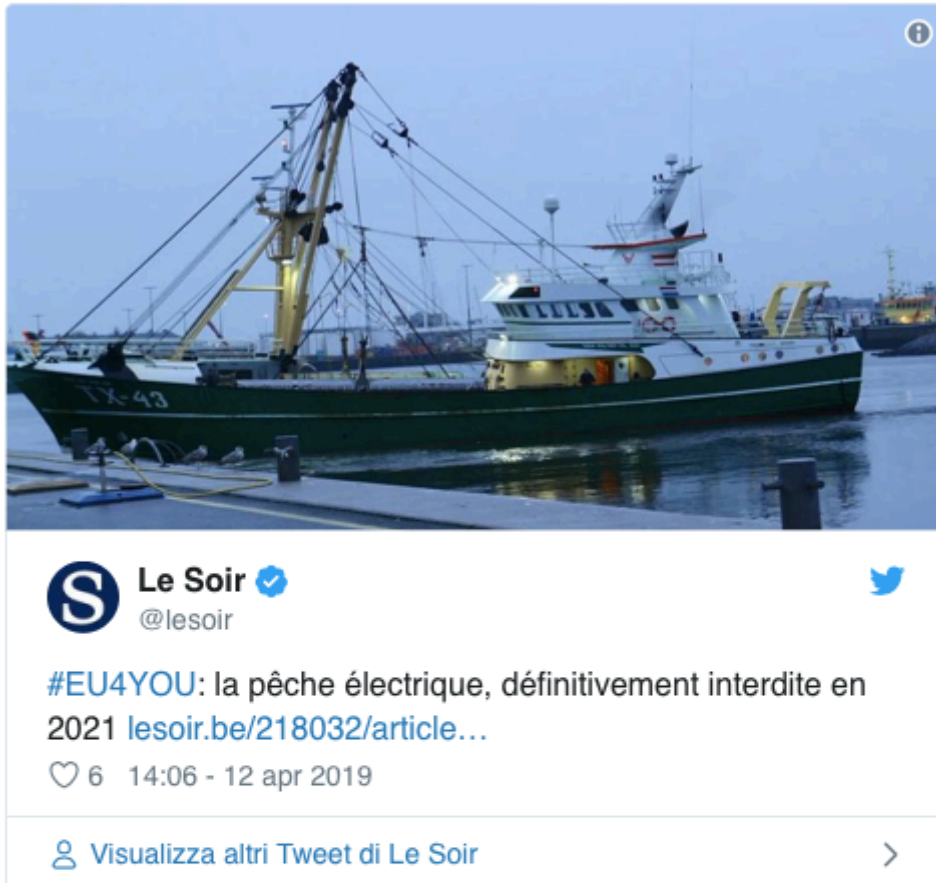 TX-43
Le Soir
@lesoir
#EU4YOU: la pêche électrique, définitivement interdite en
2021 lesoir.be/218032/article…
6 14:06 - 12 apr 2019
Visualizza altri Tweet di Le Soir